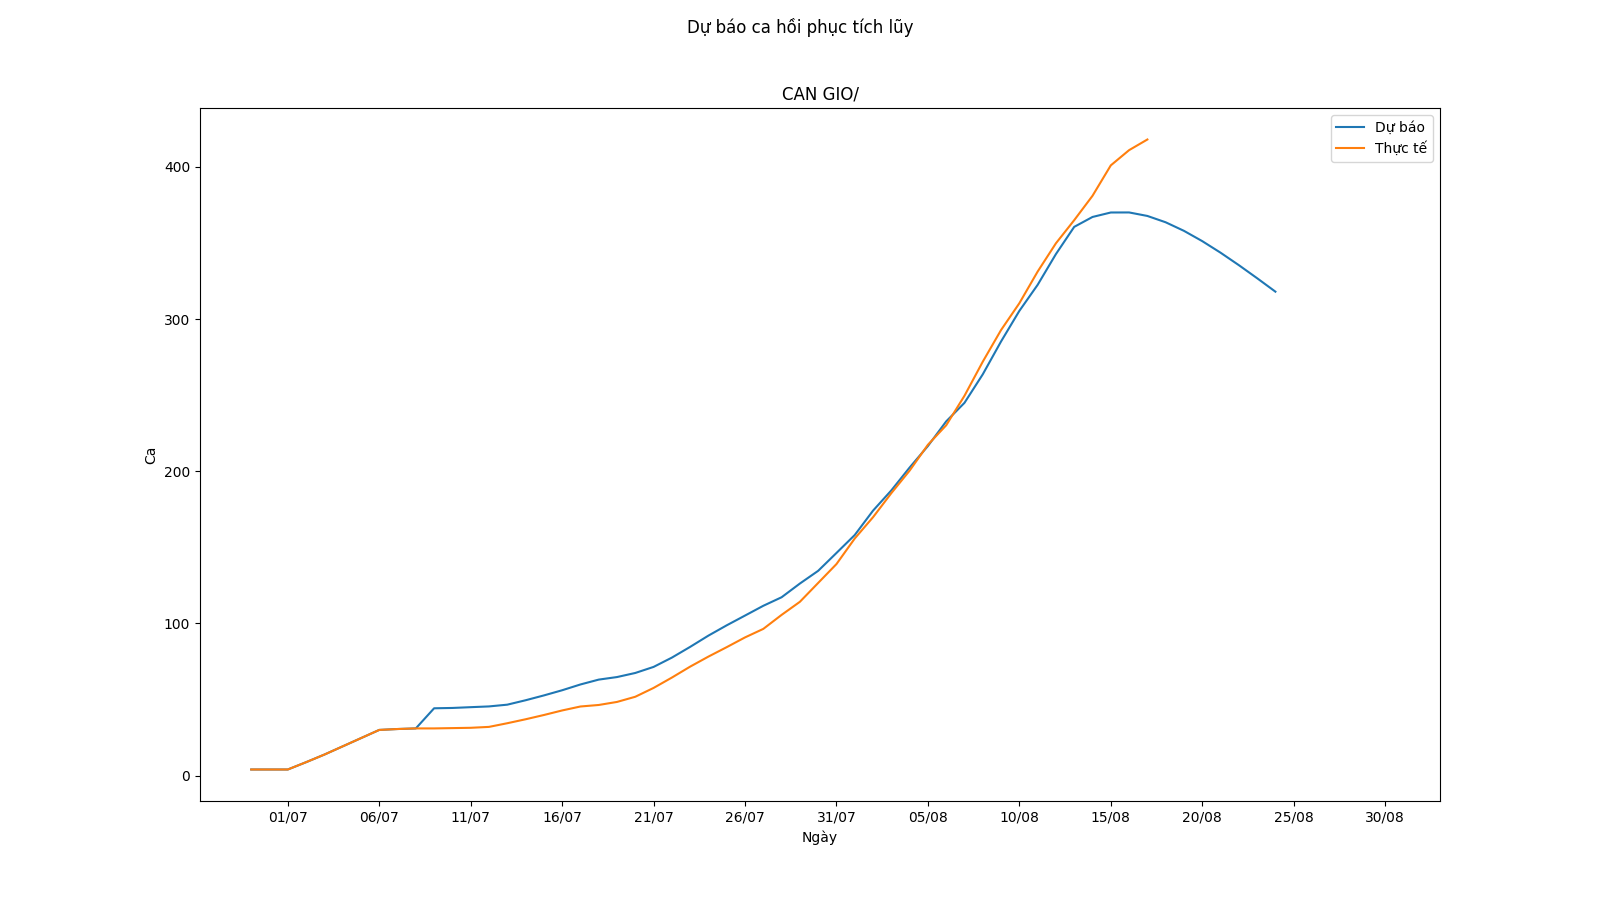 Dự báo ca hồi phục tích lũy
CAN GIO/
Dự báo
Thực tế
Ca
400
300
200
100
0
01/07 06/07 11/07 16/07 21/07 26/07 31/07 05/08 10/08 15/08 20/08 25/08 30/08
Ngày